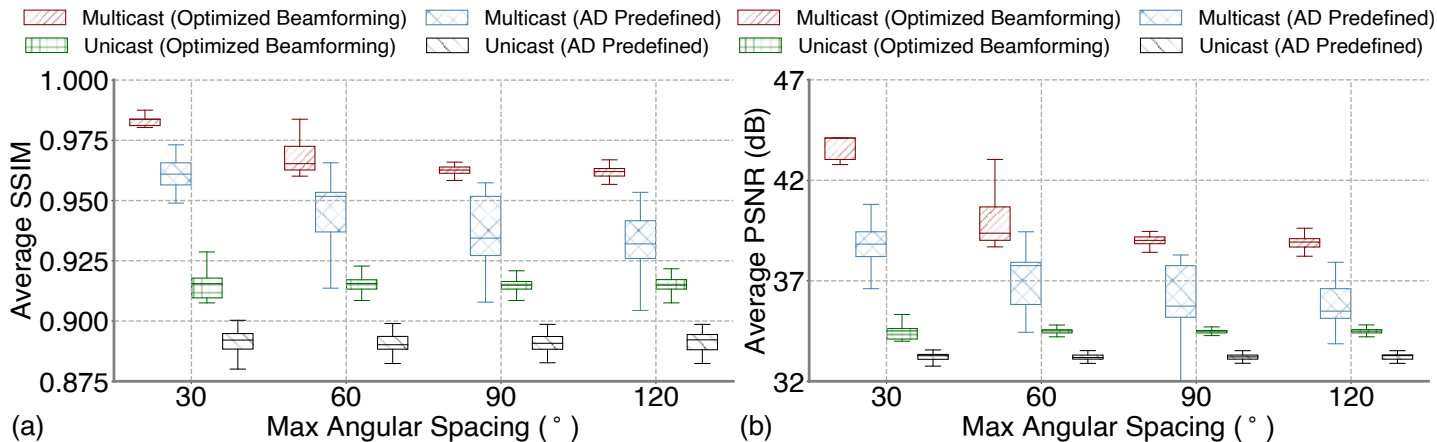 Multicast (Optimized Beamforming) Multicast (AD Predefined)
Unicast (Optimized Beamforming) Unicast (AD Predefined)
1.000
0.975
0.950
0.925
0.900
0.875
Average SSIM
30 60 90 120
(a) Max Angular Spacing (°)
Multicast (Optimized Beamforming) Multicast (AD Predefined)
Unicast (Optimized Beamforming) Unicast (AD Predefined)
47
42
37
32
Average PSNR (dB)
30 60 90 120
(b) Max Angular Spacing (°)